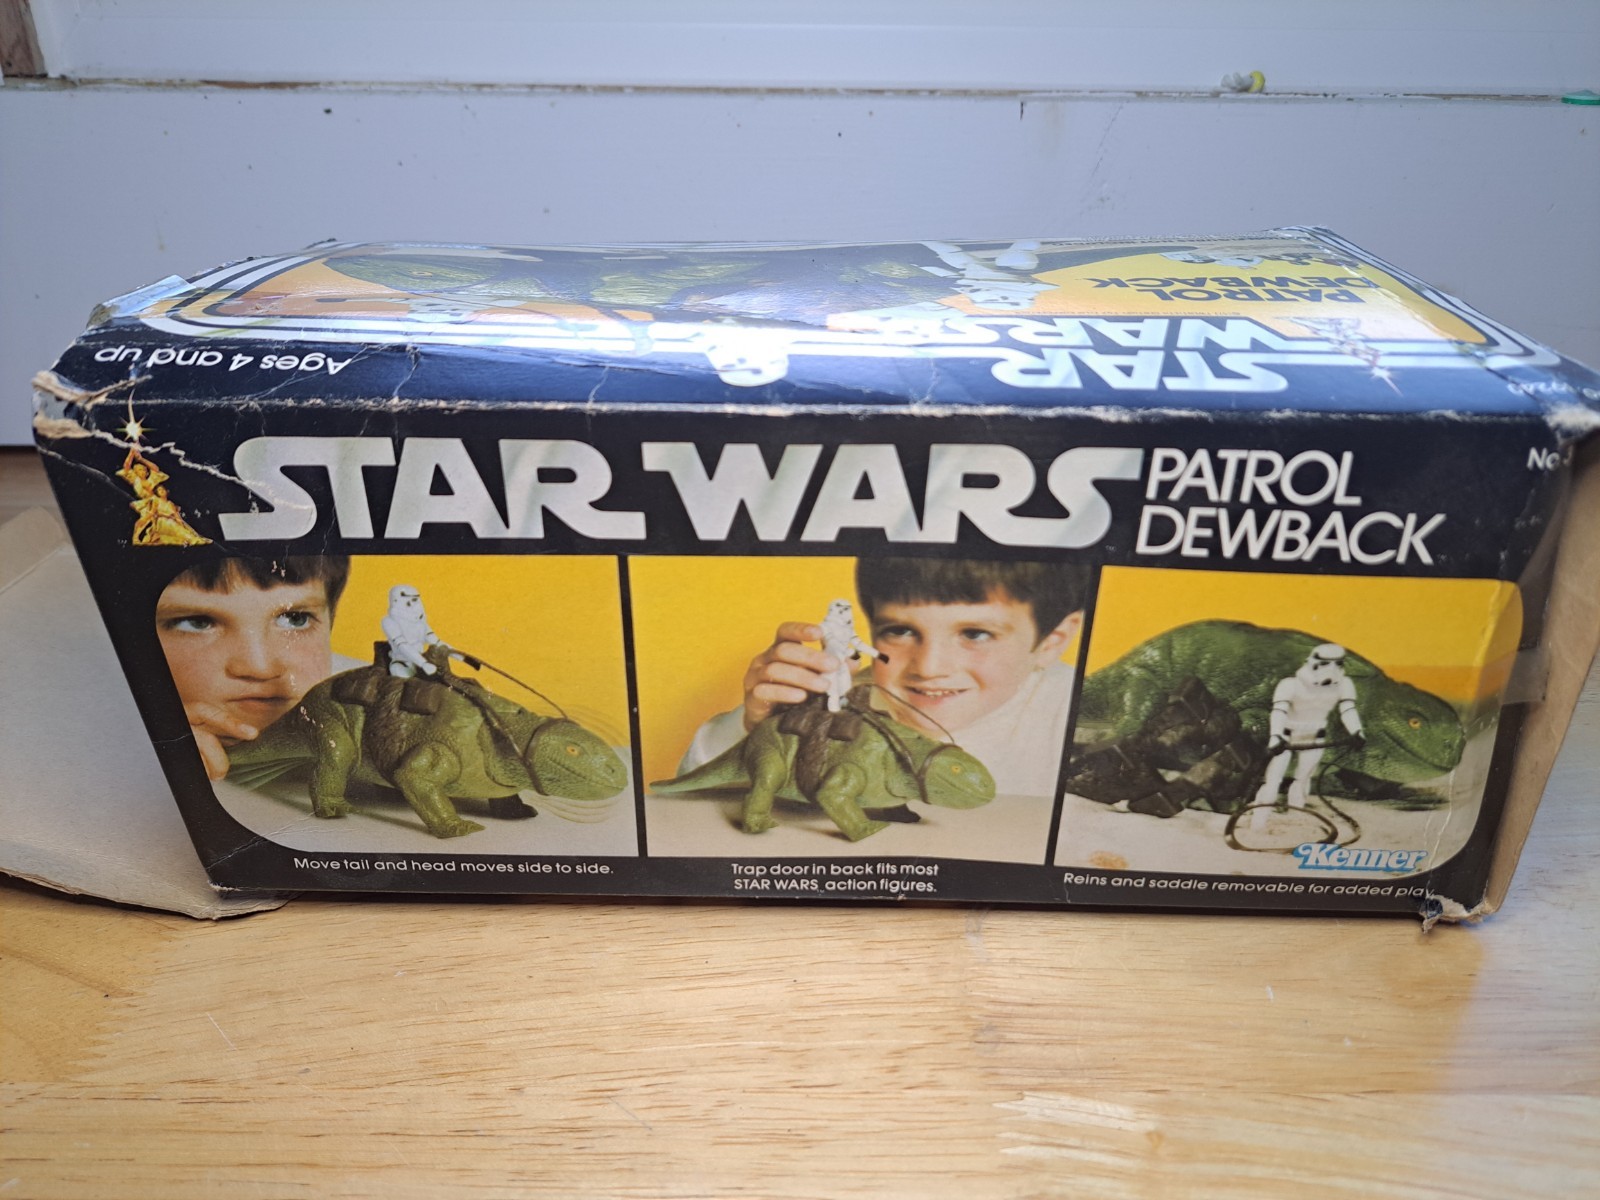 PATROL
DEWBACK
STAR
WARS
Ages 4 and up
STAR WARS
PATROL
DEWBACK
No
Move tail and head moves side to side.
Trap door in back fits most
STAR WARS action figures.
Kenner
Reins and saddle removable for added play.